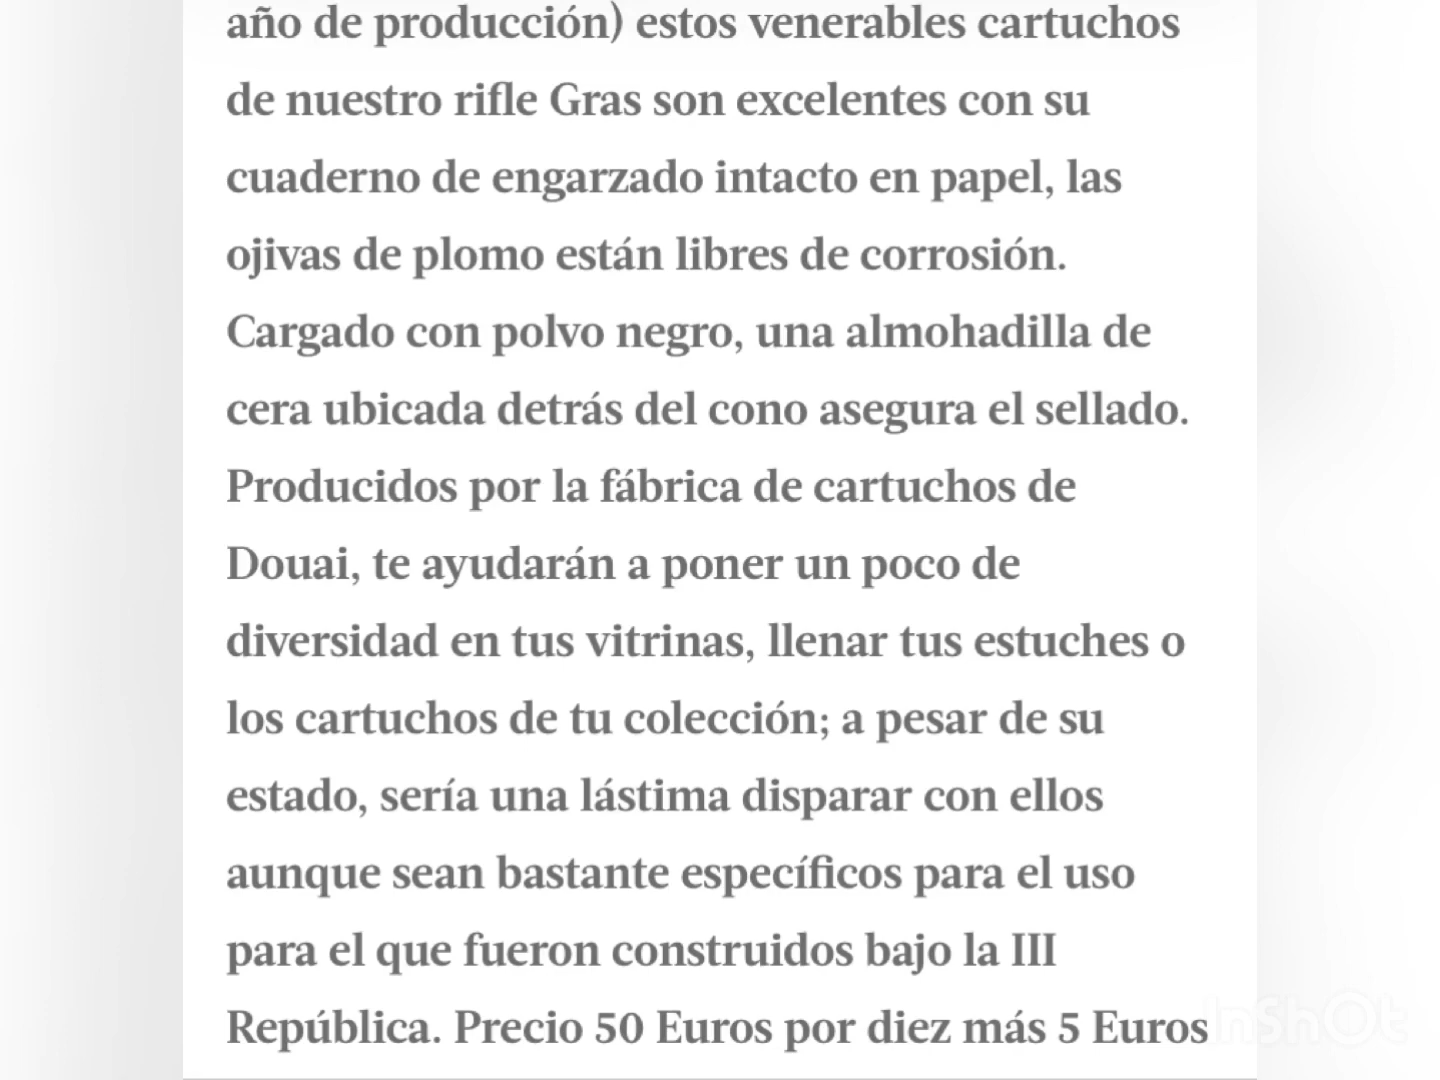 año de producción) estos venerables cartuchos
de nuestro rifle Gras son excelentes con su
cuaderno de engarzado intacto en papel, las
ojivas de plomo están libres de corrosión.
Cargado con polvo negro, una almohadilla de
cera ubicada detrás del cono asegura el sellado.
Producidos por la fábrica de cartuchos de
Douai, te ayudarán a poner un poco de
diversidad en tus vitrinas, llenar tus estuches o
los cartuchos de tu colección; a pesar de su
estado, sería una lástima disparar con ellos
aunque sean bastante específicos para el uso
para el que fueron construidos bajo la III
República. Precio 50 Euros por diez más 5 Euros
InShOt